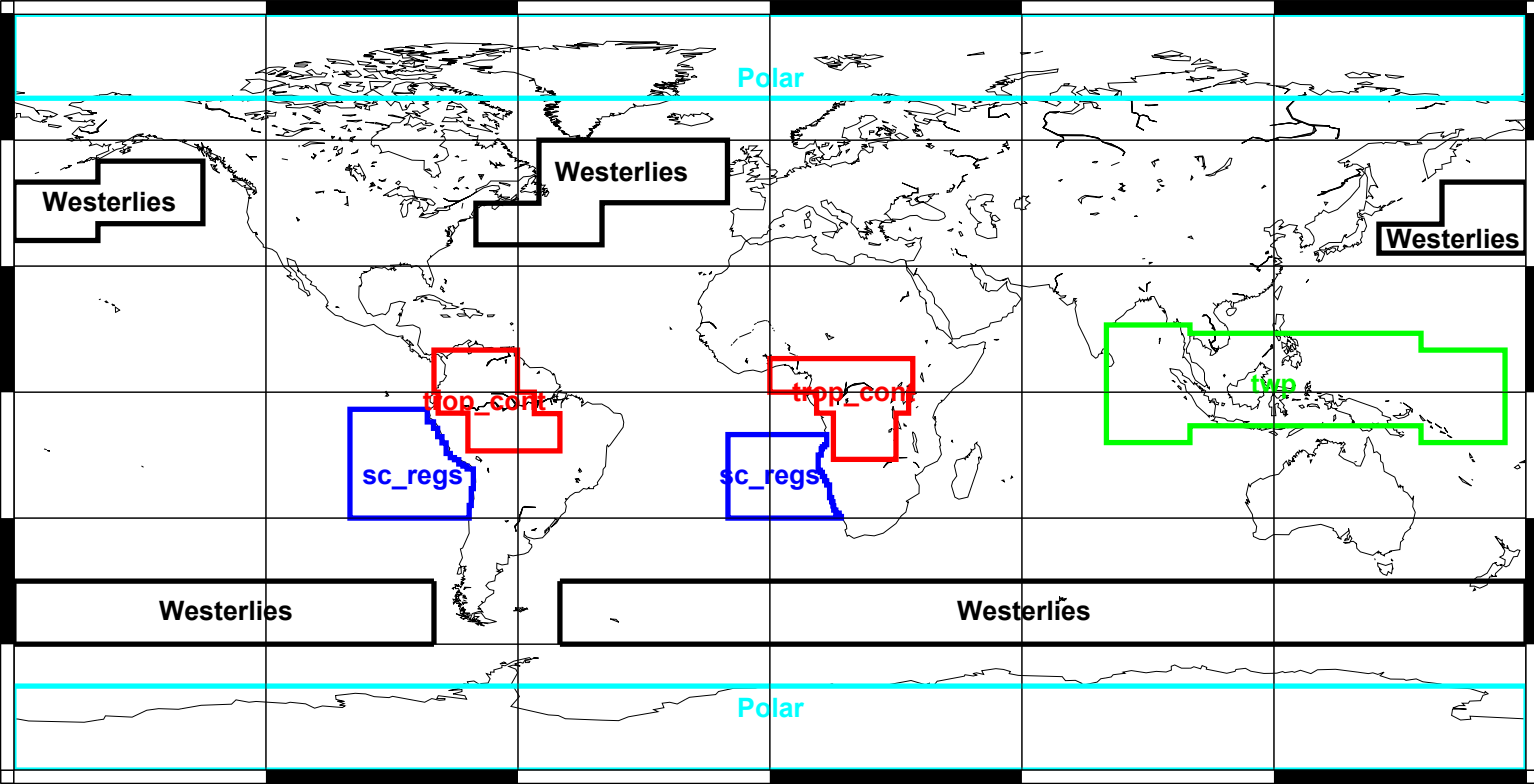 Polar
Westerlies
Westerlies
Westerlies
twp
trop_cont
trop_cont
sc_regs
sc_regs
Westerlies
Westerlies
Polar